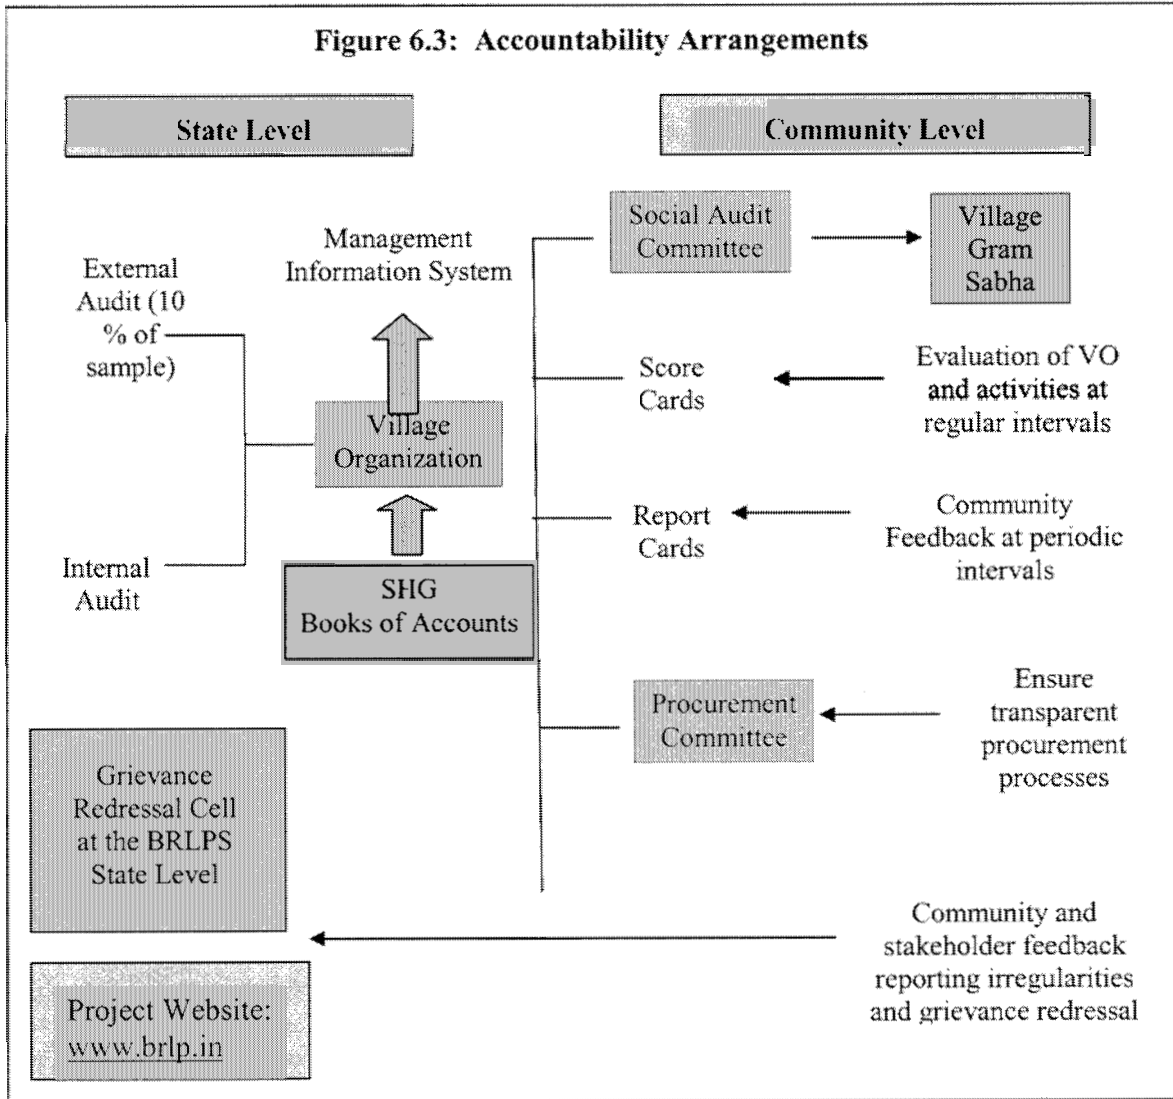 Figure 6.3: Accountability Arrangements
State Level
Community Level
External
Audit (10
% of
sample)
Internal
Audit
Management
Information System
Village
Organization
SHG
Books of Accounts
Social Audit
Committee
Village
Gram
Sabha
Score
Cards
Evaluation of VO
and activities at
regular intervals
Report
Cards
Community
Feedback at periodic
intervals
Procurement
Committee
Ensure
transparent
procurement
processes
Grievance
Redressal Cell
at the BRLPS
State Level
Community and
stakeholder feedback
reporting irregularities
and grievance redressal
Project Website:
www.brlp.in